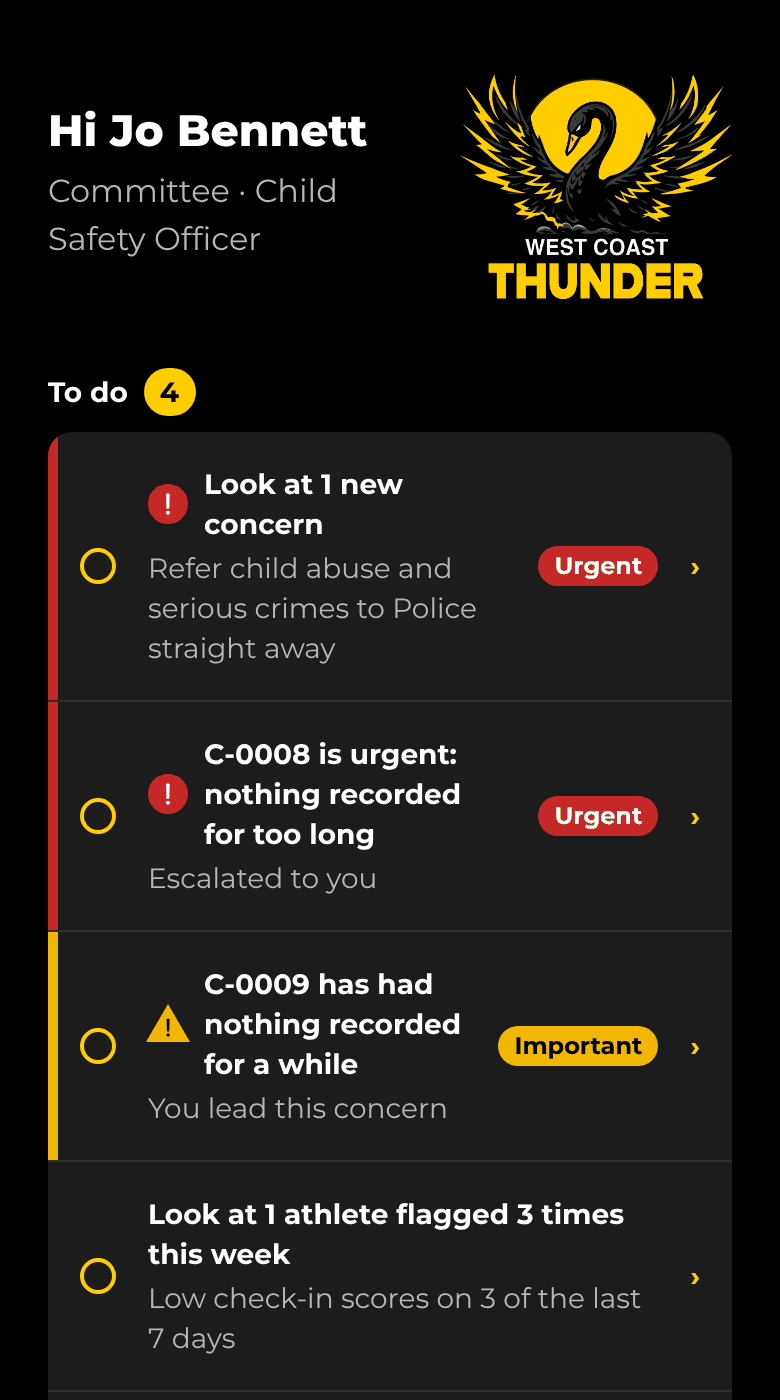 Hi Jo Bennett
Committee · Child
Safety Officer
WEST COAST
THUNDER
To do 4
! Look at 1 new
concern
Refer child abuse and
serious crimes to Police
straight away
Urgent ›
! C-0008 is urgent:
nothing recorded
for too long
Escalated to you
Urgent ›
! C-0009 has had
nothing recorded
for a while
You lead this concern
Important ›
Look at 1 athlete flagged 3 times
this week
Low check-in scores on 3 of the last
7 days
›